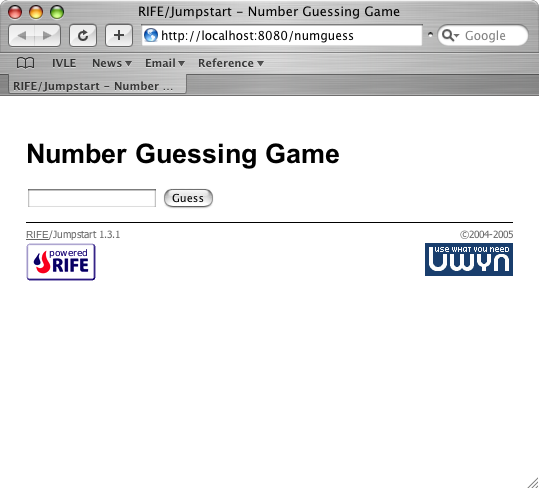 RIFE/Jumpstart - Number Guessing Game
http://localhost:8080/numguess
Google
IVLE News Email Reference
RIFE/Jumpstart - Number ...
Number Guessing Game
Guess
RIFE/Jumpstart 1.3.1 ©2004-2005
powered
RIFE
USE WHAT YOU NEED
uwyn